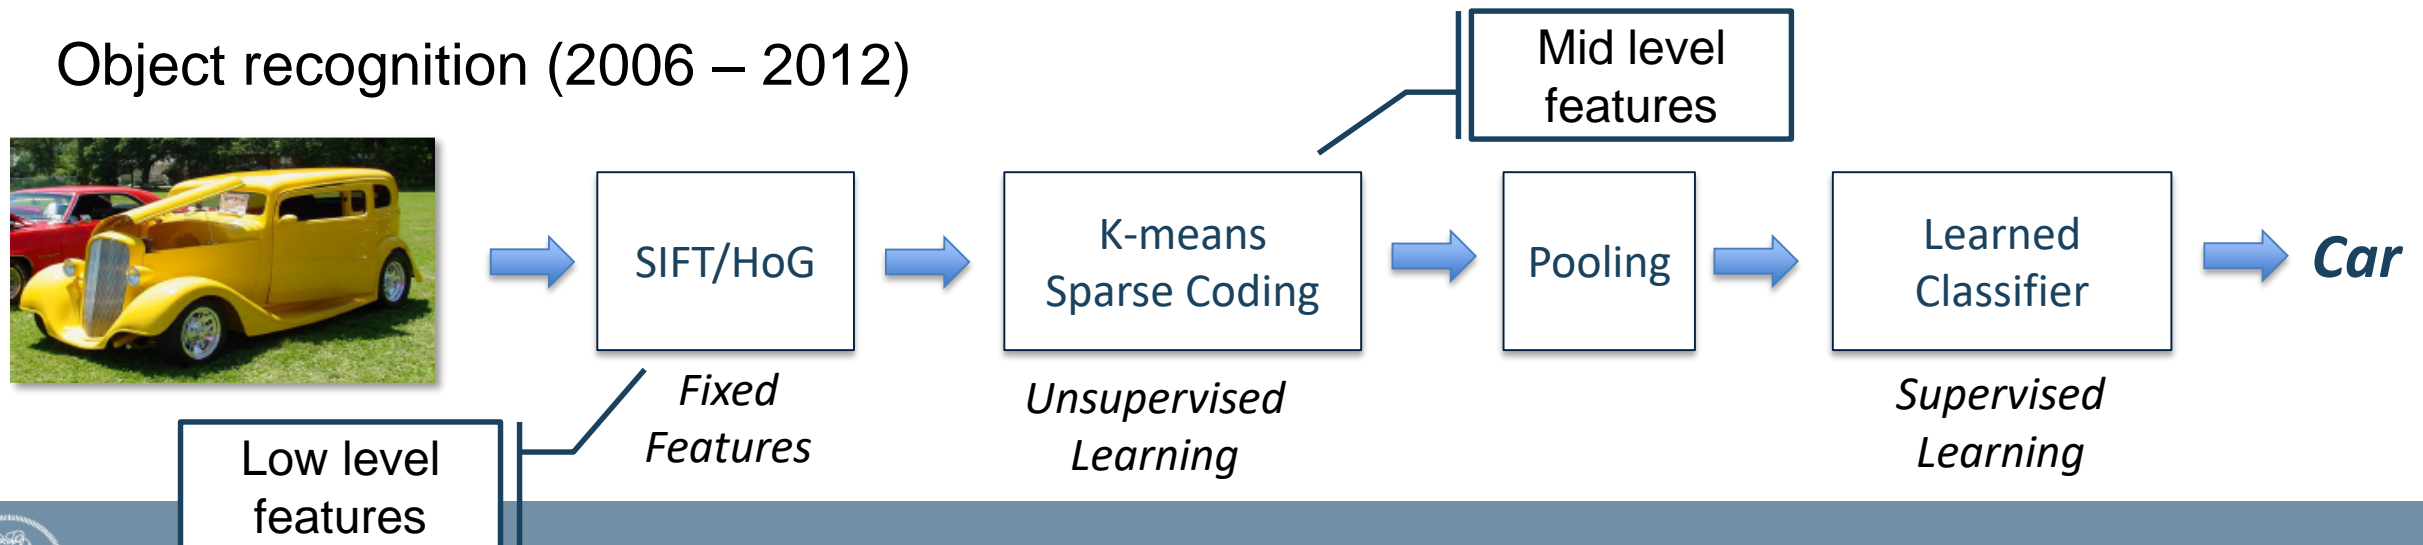 Object recognition (2006 – 2012)
Mid level
features
SIFT/HoG
K-means
Sparse Coding
Pooling
Learned
Classifier
Car
Fixed
Features
Unsupervised
Learning
Supervised
Learning
Low level
features